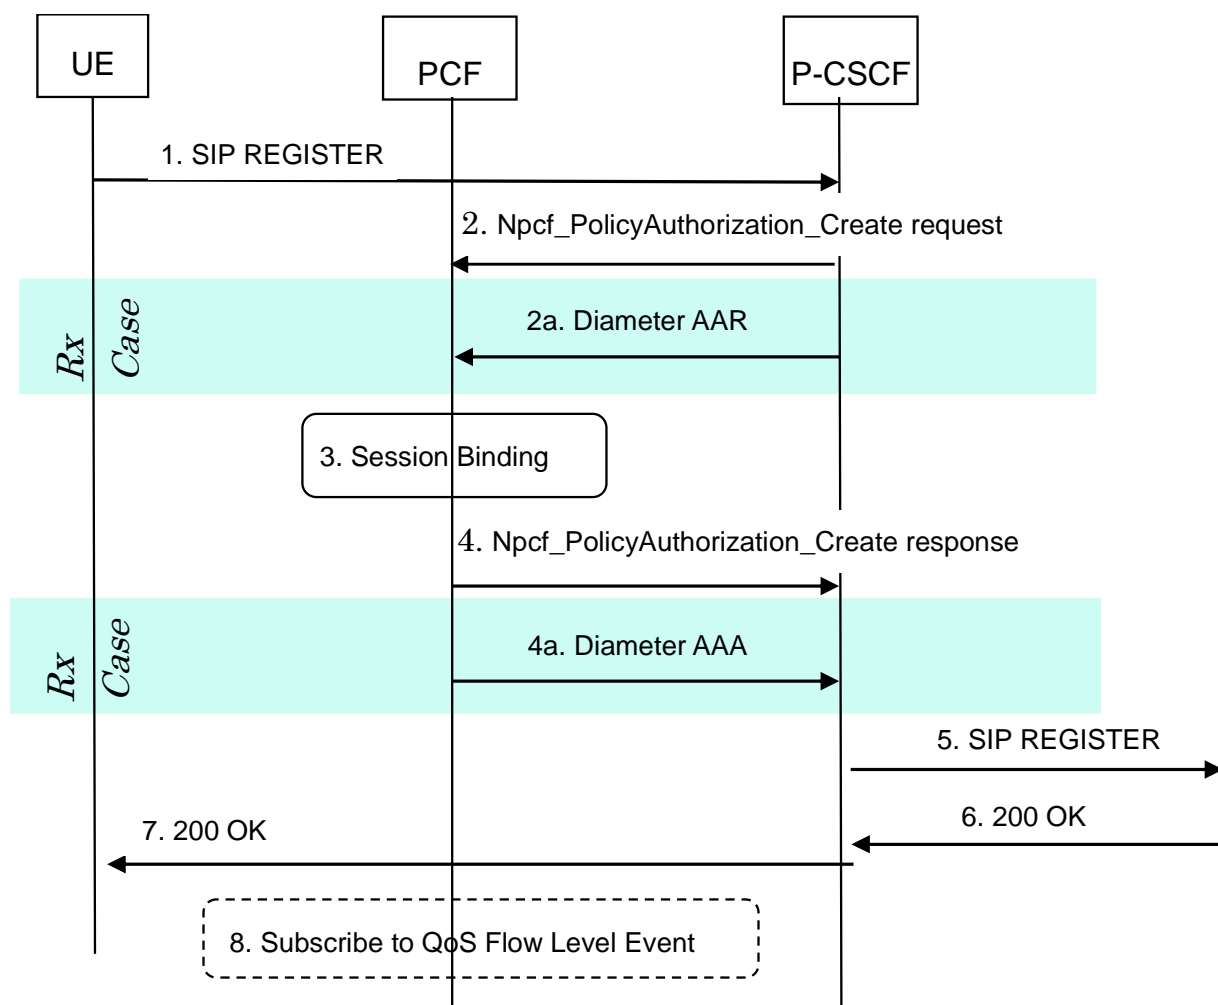 UE
PCF
P-CSCF
1. SIP REGISTER
2. Npcf_PolicyAuthorization_Create request
Rx
Case
2a. Diameter AAR
3. Session Binding
4. Npcf_PolicyAuthorization_Create response
Rx
Case
4a. Diameter AAA
5. SIP REGISTER
6. 200 OK
7. 200 OK
8. Subscribe to QoS Flow Level Event